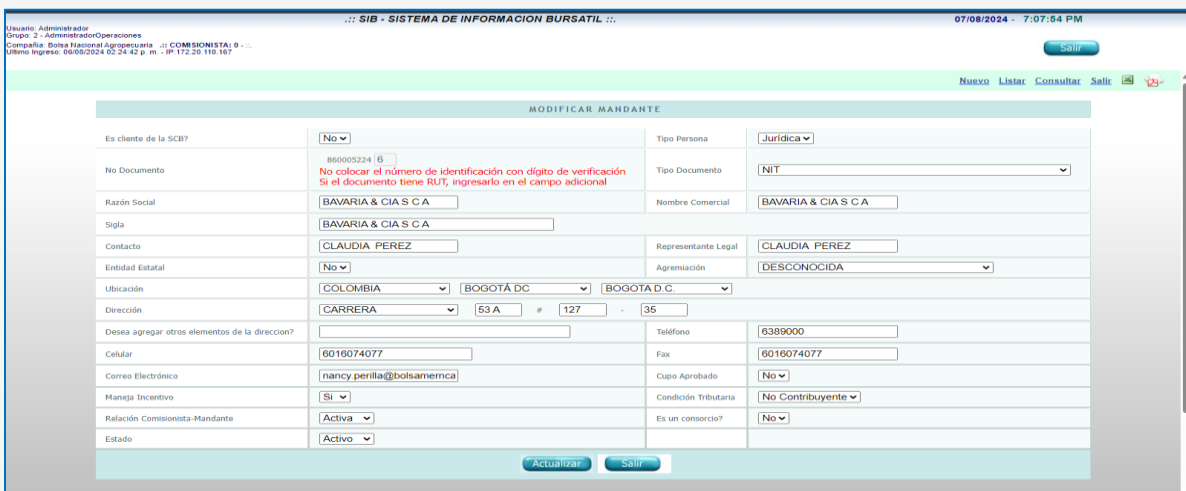 .:: SIB - SISTEMA DE INFORMACION BURSATIL ::.
07/08/2024 - 7:07:54 PM
Usuario: Administrador
Grupo: 2 - AdministradorOperaciones
Compañia: Bolsa Nacional Agropecuaria .:: COMISIONISTA: 0 - ::.
Ultimo Ingreso: 06/08/2024 02:24:42 p. m. - IP:172.20.110.167
Salir
Nuevo Listar Consultar Salir
MODIFICAR MANDANTE
Es cliente de la SCB? No Tipo Persona Jurídica
No Documento 860005224 6 Tipo Documento NIT
No colocar el número de identificación con dígito de verificación
Si el documento tiene RUT, ingresarlo en el campo adicional
Razón Social BAVARIA & CIA S C A Nombre Comercial BAVARIA & CIA S C A
Sigla BAVARIA & CIA S C A
Contacto CLAUDIA PEREZ Representante Legal CLAUDIA PEREZ
Entidad Estatal No Agremiación DESCONOCIDA
Ubicación COLOMBIA BOGOTÁ DC BOGOTA D.C.
Dirección CARRERA 53 A # 127 - 35
Desea agregar otros elementos de la direccion? Teléfono 6389000
Celular 6016074077 Fax 6016074077
Correo Electrónico nancy.perilla@bolsamernca Cupo Aprobado No
Maneja Incentivo Si Condición Tributaria No Contribuyente
Relación Comisionista-Mandante Activa Es un consorcio? No
Estado Activo
Actualizar Salir